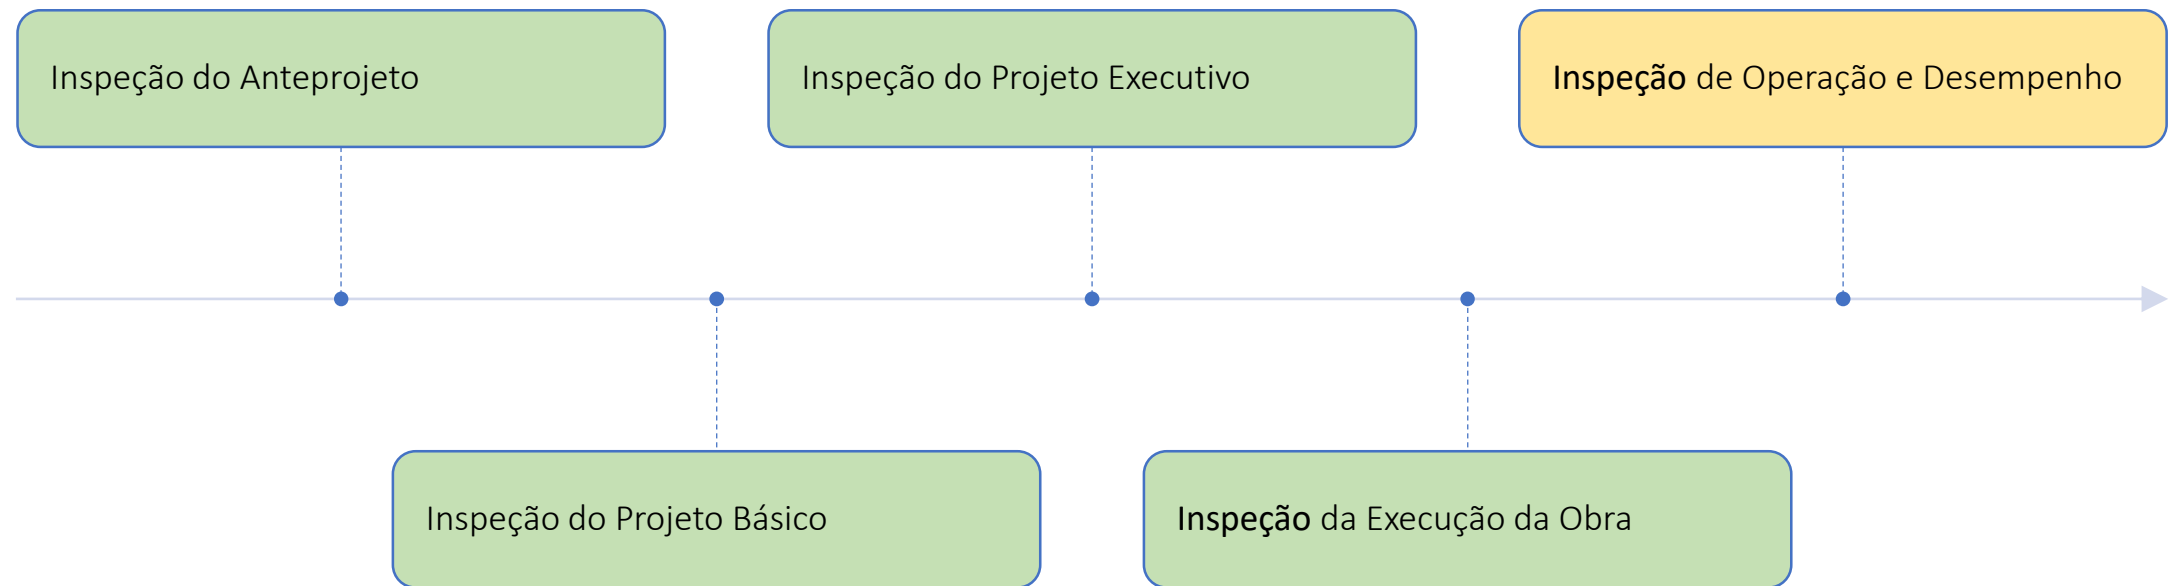 Inspeção do Anteprojeto
Inspeção do Projeto Executivo
Inspeção de Operação e Desempenho
Inspeção do Projeto Básico
Inspeção da Execução da Obra